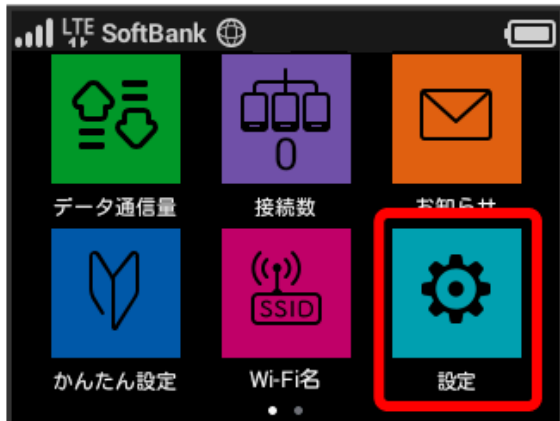 LTE SoftBank
0
データ通信量 接続数 お知らせ
SSID
かんたん設定 Wi-Fi名 設定